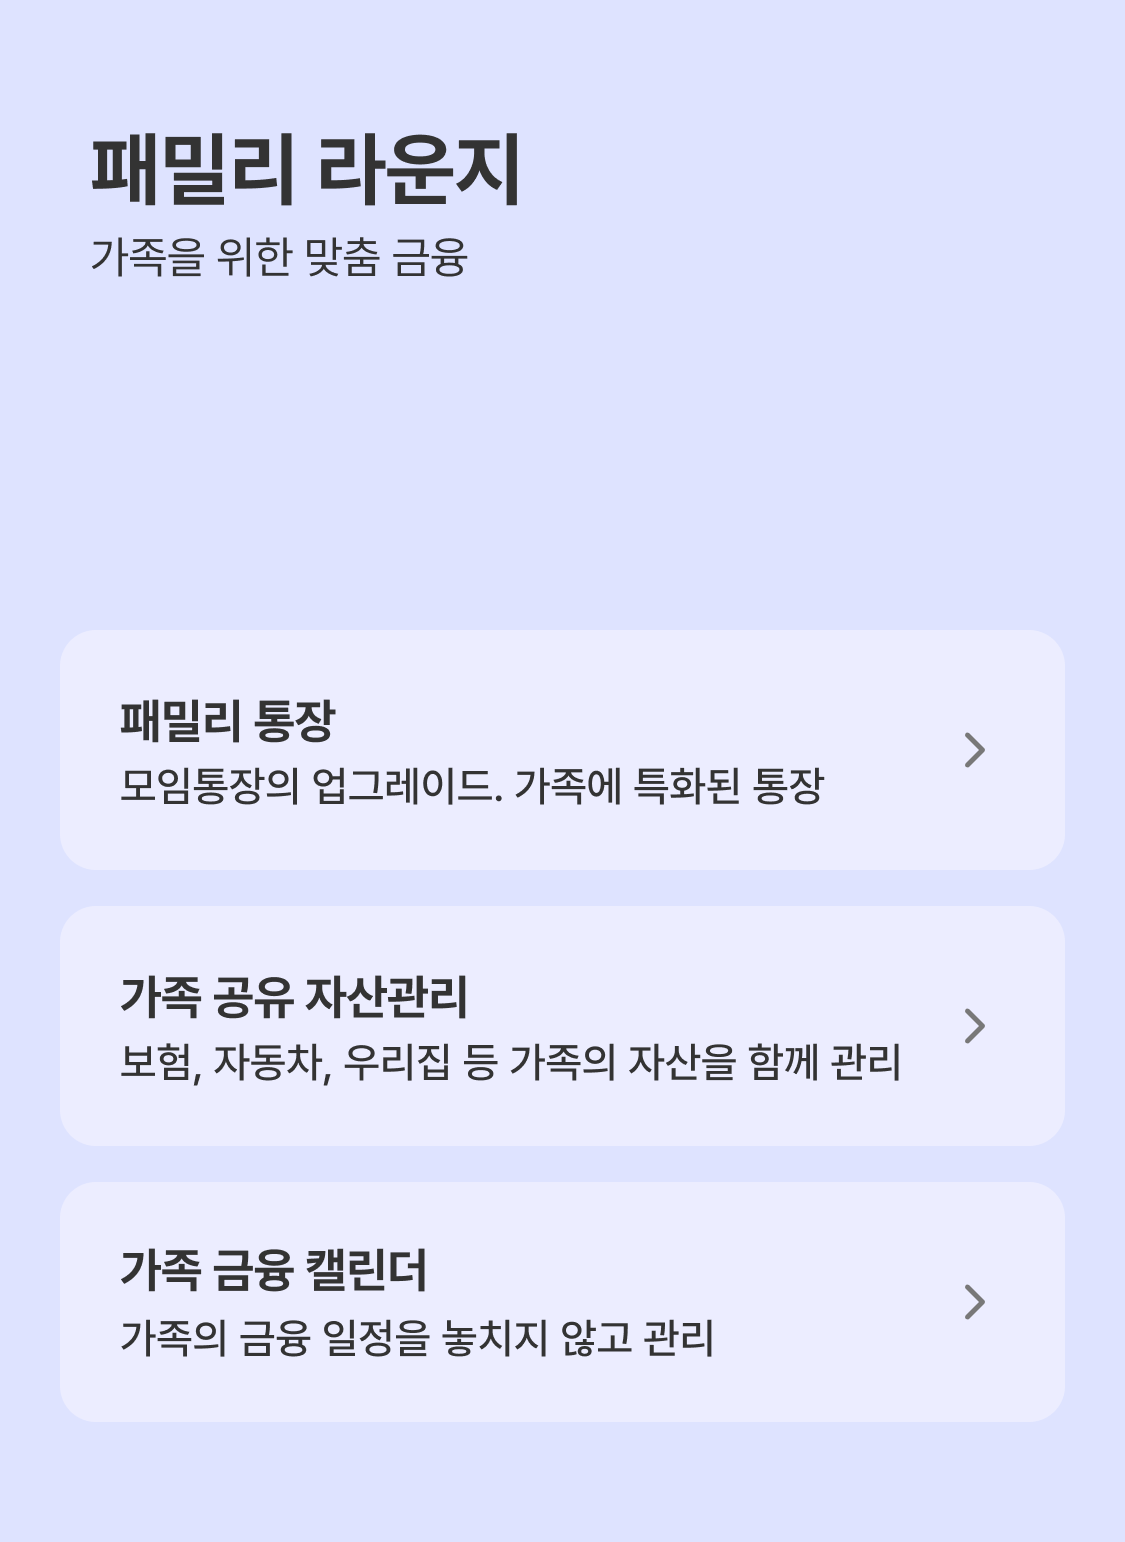 패밀리 라운지
가족을 위한 맞춤 금융
패밀리 통장
모임통장의 업그레이드. 가족에 특화된 통장
가족 공유 자산관리
보험, 자동차, 우리집 등 가족의 자산을 함께 관리
가족 금융 캘린더
가족의 금융 일정을 놓치지 않고 관리